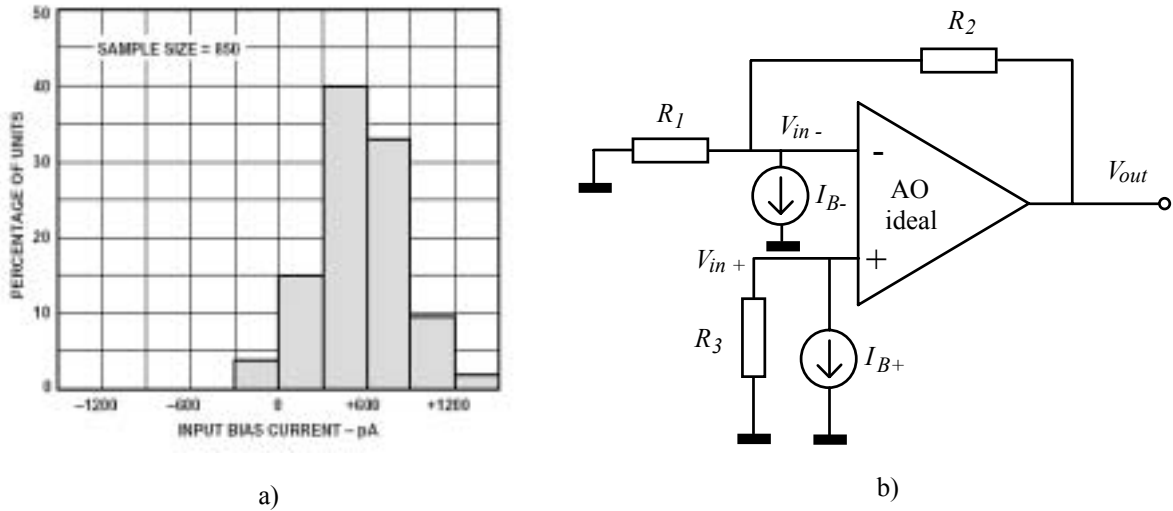 50
SAMPLE SIZE = 850
40
30
20
10
0
PERCENTAGE OF UNITS
–1200 –600 0 +600 +1200
INPUT BIAS CURRENT – pA
a)
R2
R1
Vin -
-
IB-
AO
ideal
Vout
Vin +
+
R3
IB+
b)